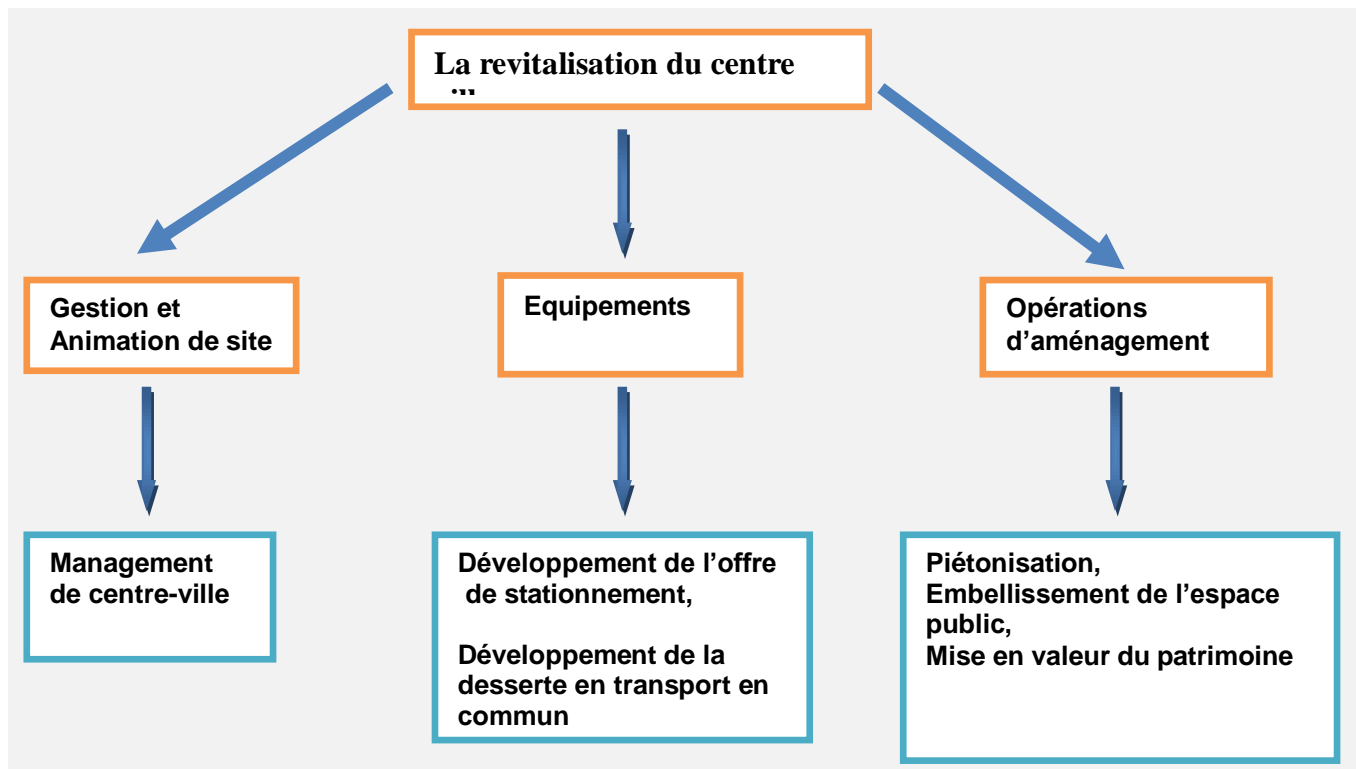 La revitalisation du centre
Gestion et
Animation de site
Equipements
Opérations
d’aménagement
Management
de centre-ville
Développement de l’offre
de stationnement,
Développement de la
desserte en transport en
commun
Piétonisation,
Embellissement de l’espace
public,
Mise en valeur du patrimoine